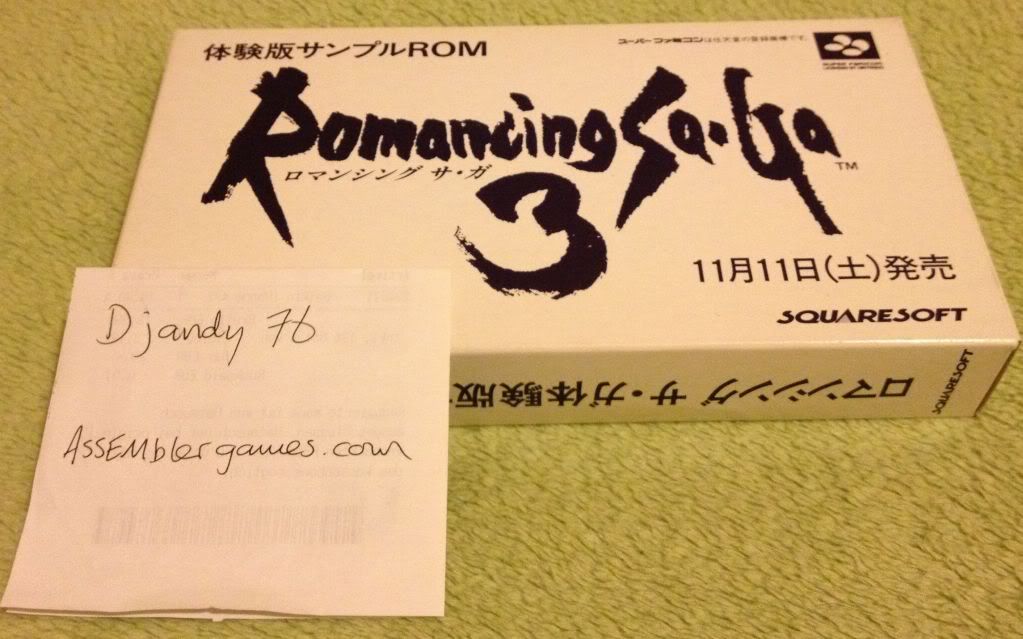 体験版サンプルROM
スーパーファミコンは任天堂の登録商標です。
SUPER FAMICOM
Romancing Sa・Ga
TM
ロマンシング サ・ガ
3
11月11日(土)発売
SQUARESOFT
ロマンシング サ・ガ体験版
SQUARESOFT
Djandy 76
ASSEMblergames.com